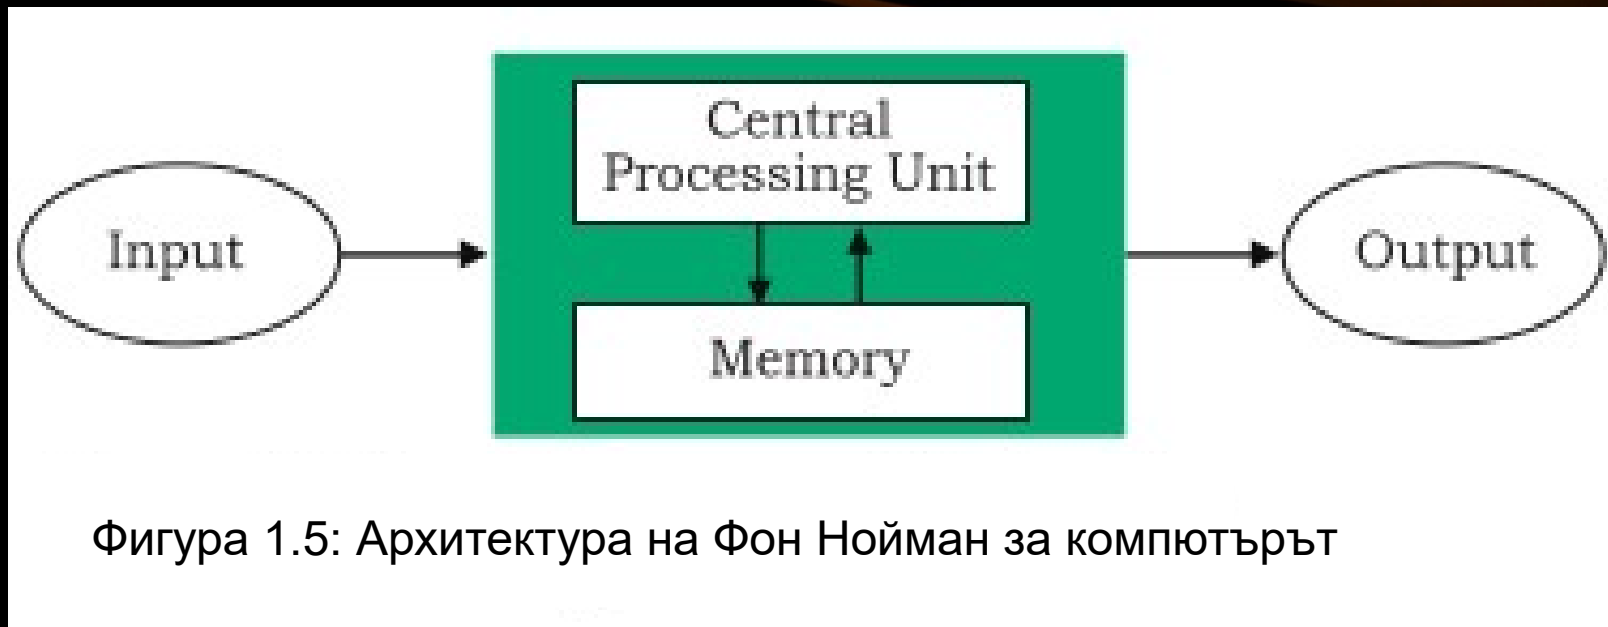 Input
Central
Processing Unit
Memory
Output
Фигура 1.5: Архитектура на Фон Нойман за компютърът